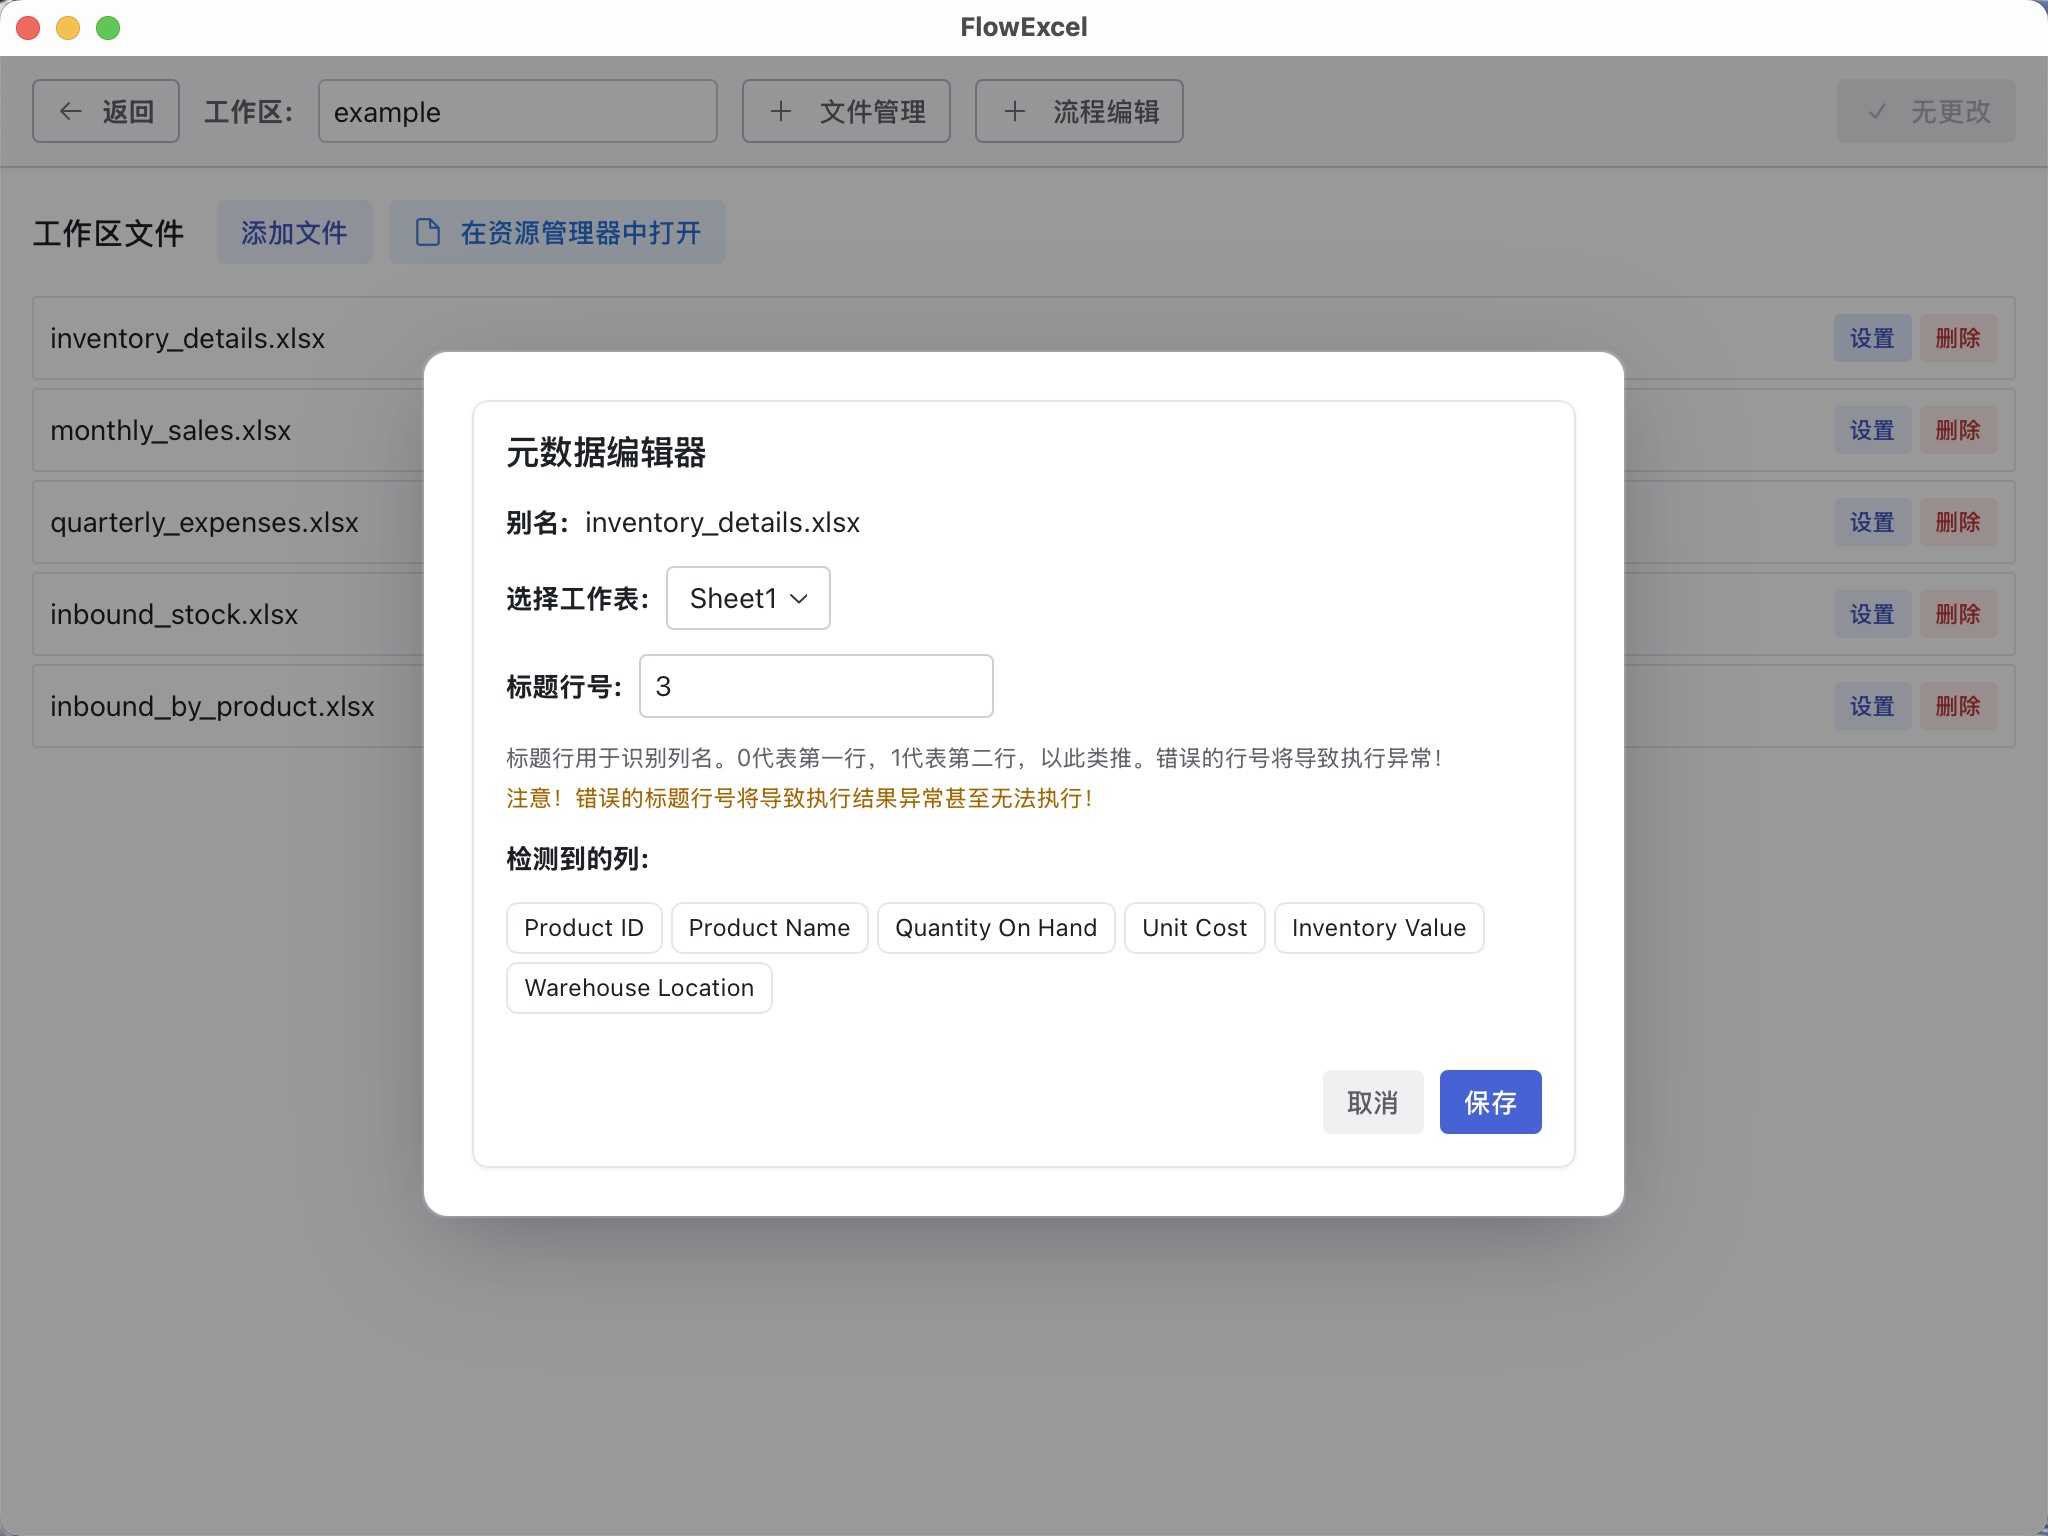 FlowExcel
返回 工作区: example 文件管理 流程编辑 无更改
工作区文件 添加文件 在资源管理器中打开
inventory_details.xlsx 设置 删除
monthly_sales.xlsx 设置 删除
quarterly_expenses.xlsx 设置 删除
inbound_stock.xlsx 设置 删除
inbound_by_product.xlsx 设置 删除
元数据编辑器
别名: inventory_details.xlsx
选择工作表: Sheet1
标题行号: 3
标题行用于识别列名。0代表第一行，1代表第二行，以此类推。错误的行号将导致执行异常！
注意！错误的标题行号将导致执行结果异常甚至无法执行！
检测到的列:
Product ID Product Name Quantity On Hand Unit Cost Inventory Value
Warehouse Location
取消 保存